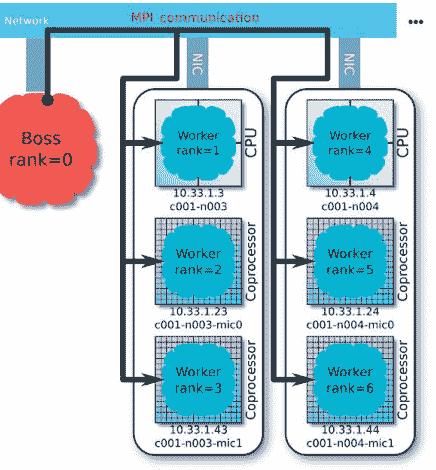 Network
MPI communication
...
NIC
NIC
Boss
rank=0
Worker
rank=1
CPU
10.33.1.3
c001-n003
Worker
rank=2
Coprocessor
10.33.1.23
c001-n003-mic0
Worker
rank=3
Coprocessor
10.33.1.43
c001-n003-mic1
Worker
rank=4
CPU
10.33.1.4
c001-n004
Worker
rank=5
Coprocessor
10.33.1.24
c001-n004-mic0
Worker
rank=6
Coprocessor
10.33.1.44
c001-n004-mic1